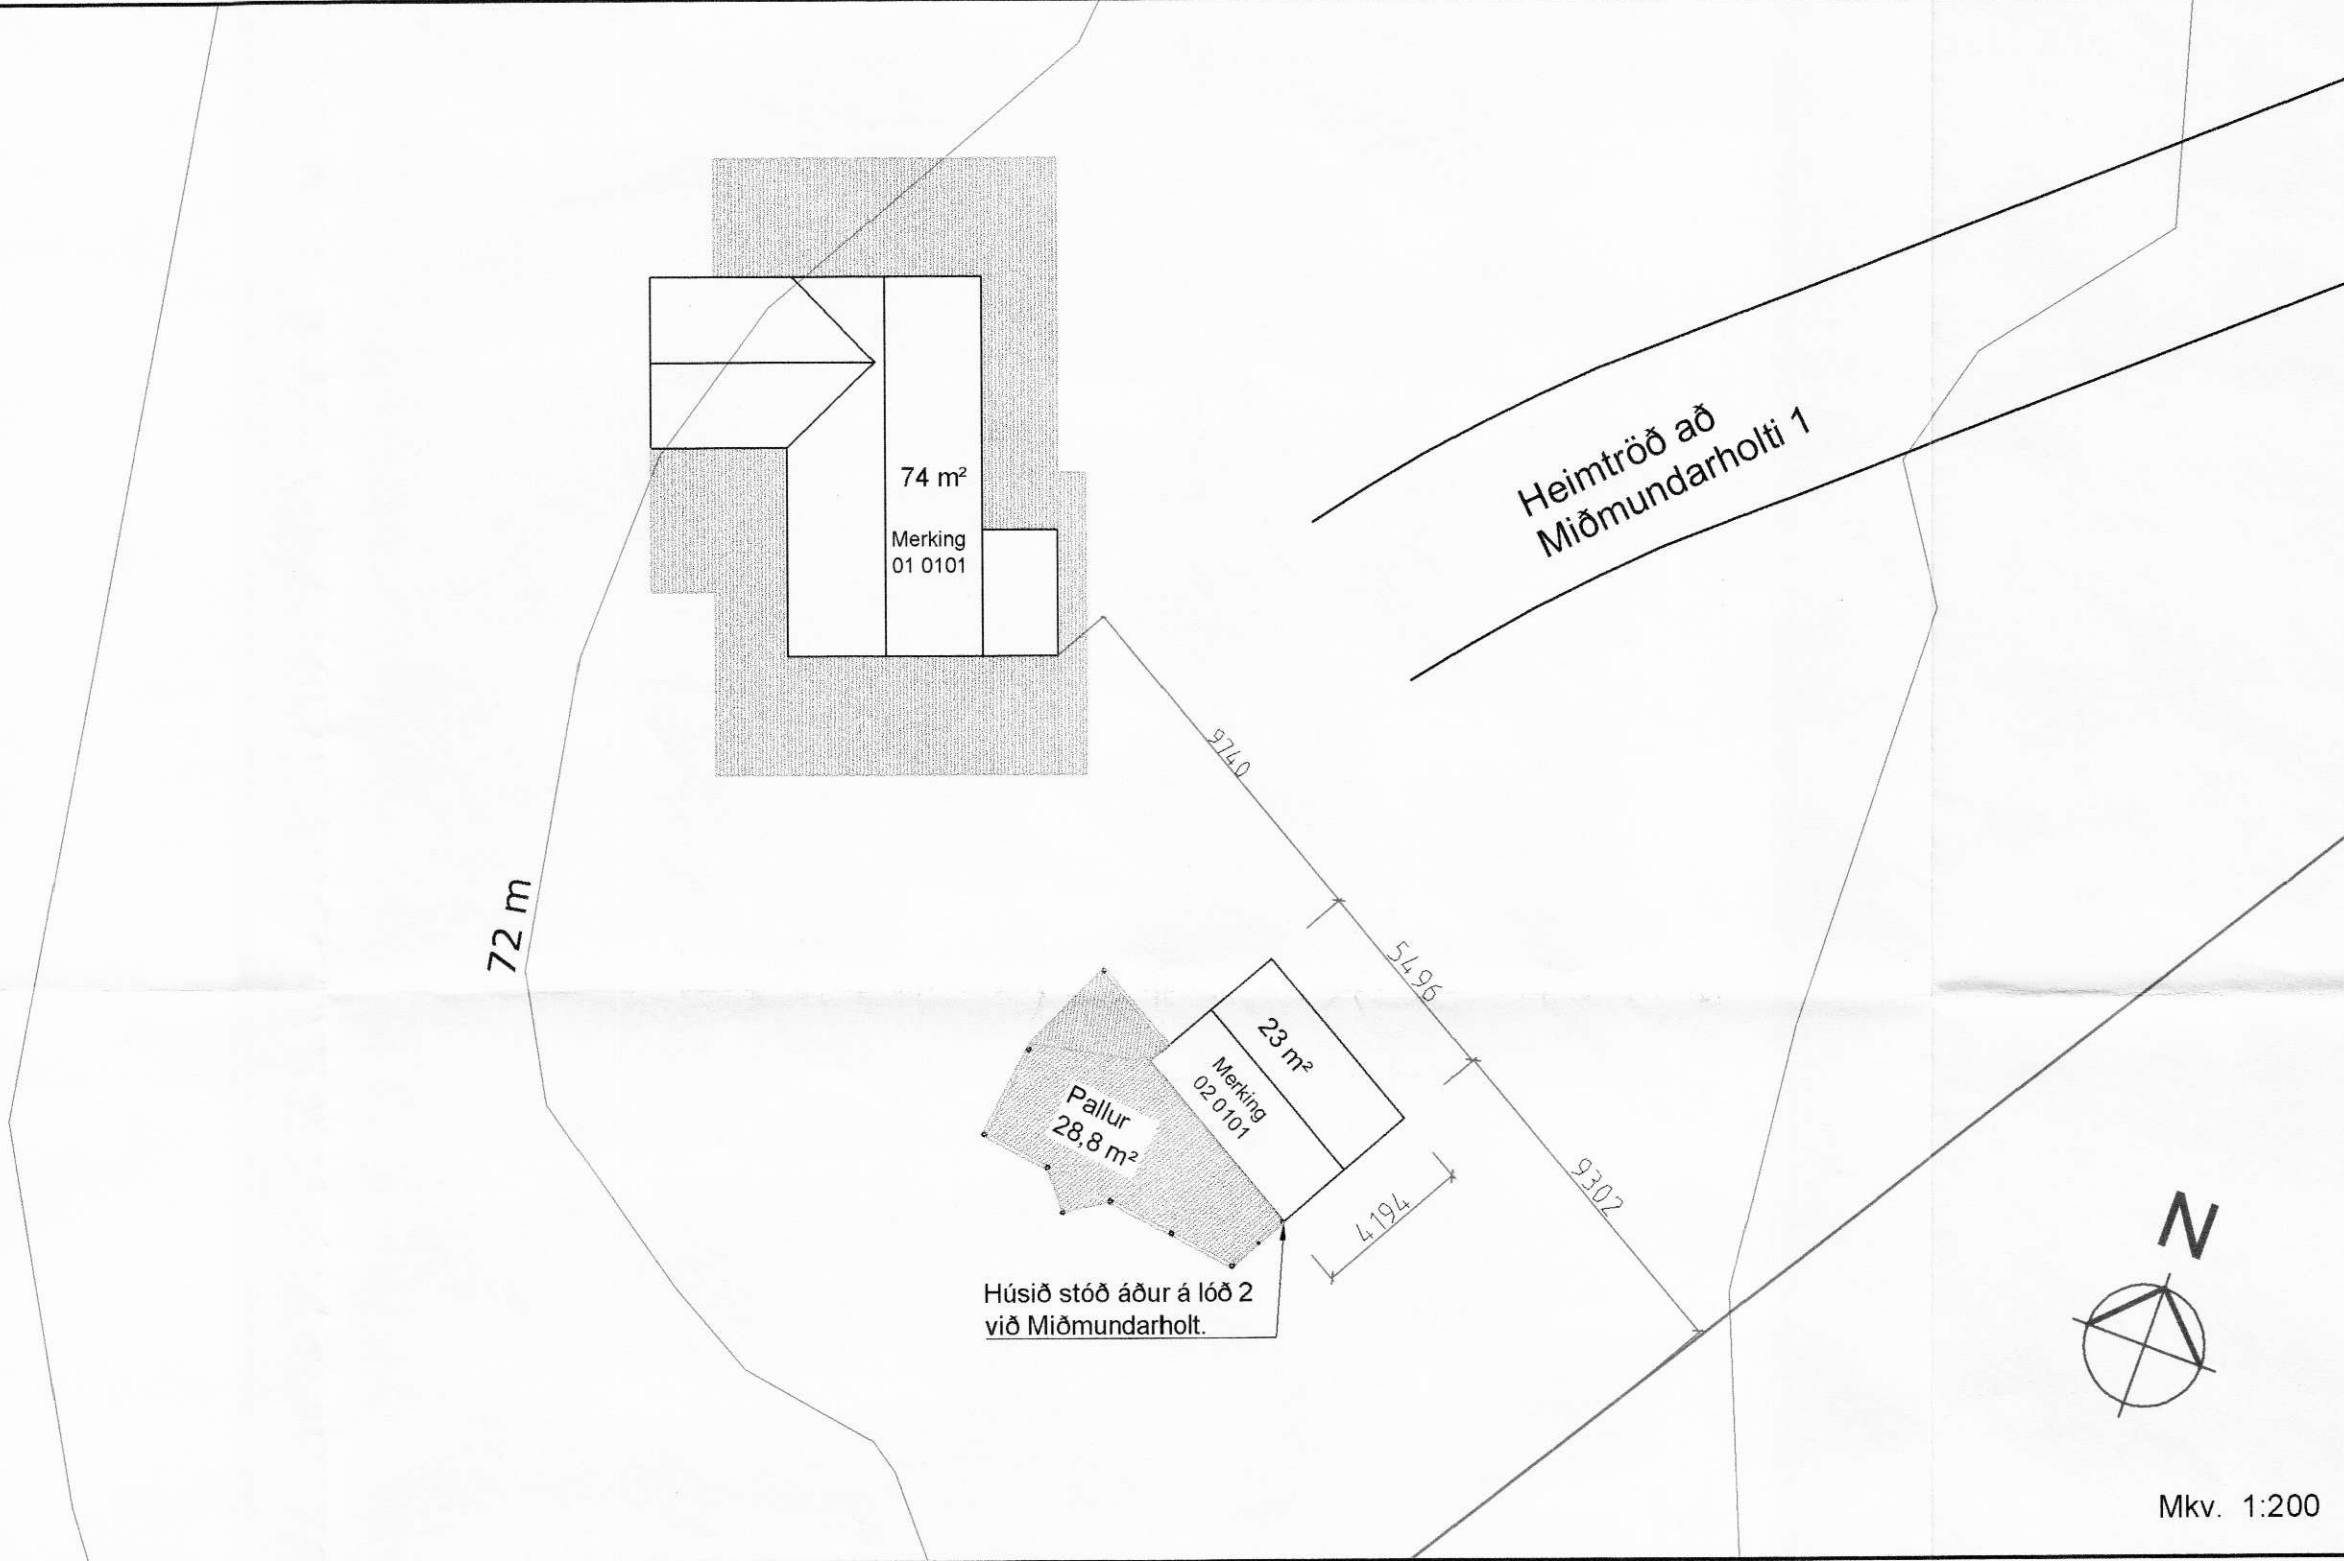 74 m²
Merking
01 0101
Heimtröð að
Miðmundarholti 1
9740
72 m
5496
23 m²
Merking
02 0101
Pallur
28,8 m²
9302
4194
Húsið stóð áður á lóð 2
við Miðmundarholt.
N
Mkv. 1:200